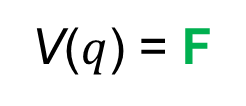 V(q) = F